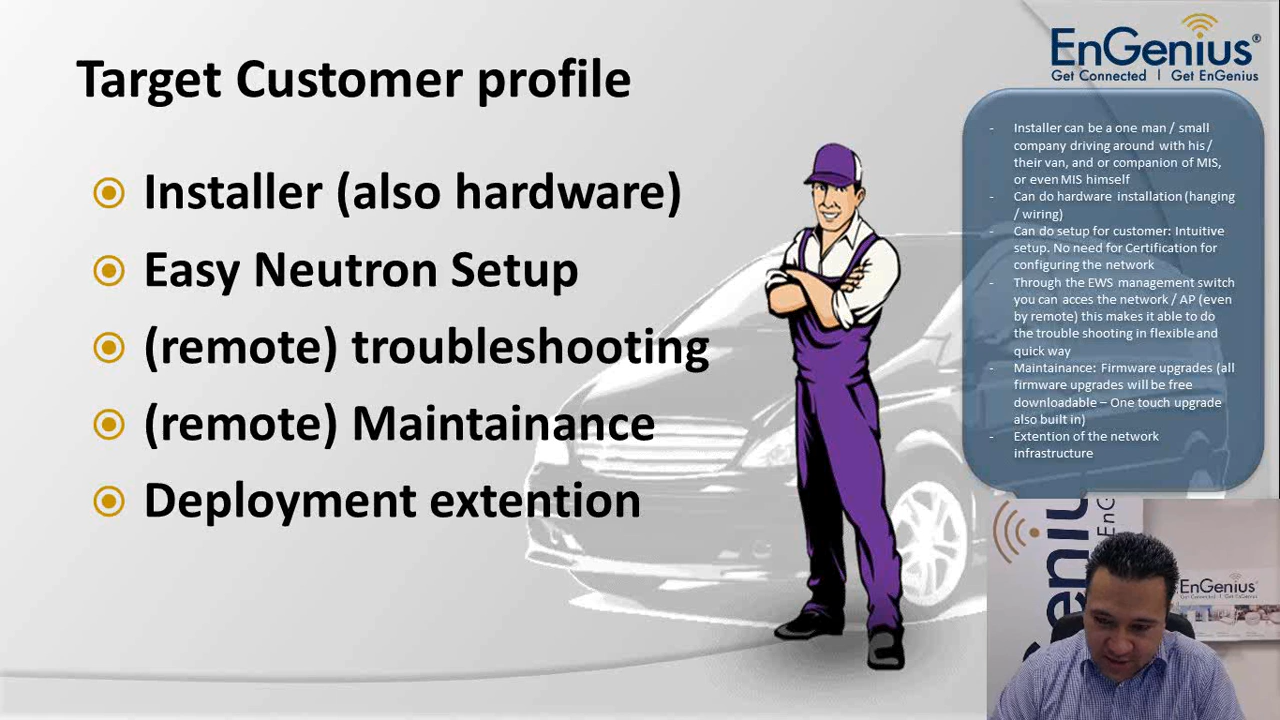 Target Customer profile
Installer (also hardware)
Easy Neutron Setup
(remote) troubleshooting
(remote) Maintainance
Deployment extention
EnGenius®
Get Connected | Get EnGenius
- Installer can be a one man / small
company driving around with his /
their van, and or companion of MIS,
or even MIS himself
- Can do hardware installation (hanging
/ wiring)
- Can do setup for customer: Intuitive
setup. No need for Certification for
configuring the network
- Through the EWS management switch
you can acces the network / AP (even
by remote) this makes it able to do
the trouble shooting in flexible and
quick way
- Maintainance: Firmware upgrades (all
firmware upgrades will be free
downloadable – One touch upgrade
also built in)
- Extention of the network
infrastructure
EnGenius
Get Connected | Get EnGenius